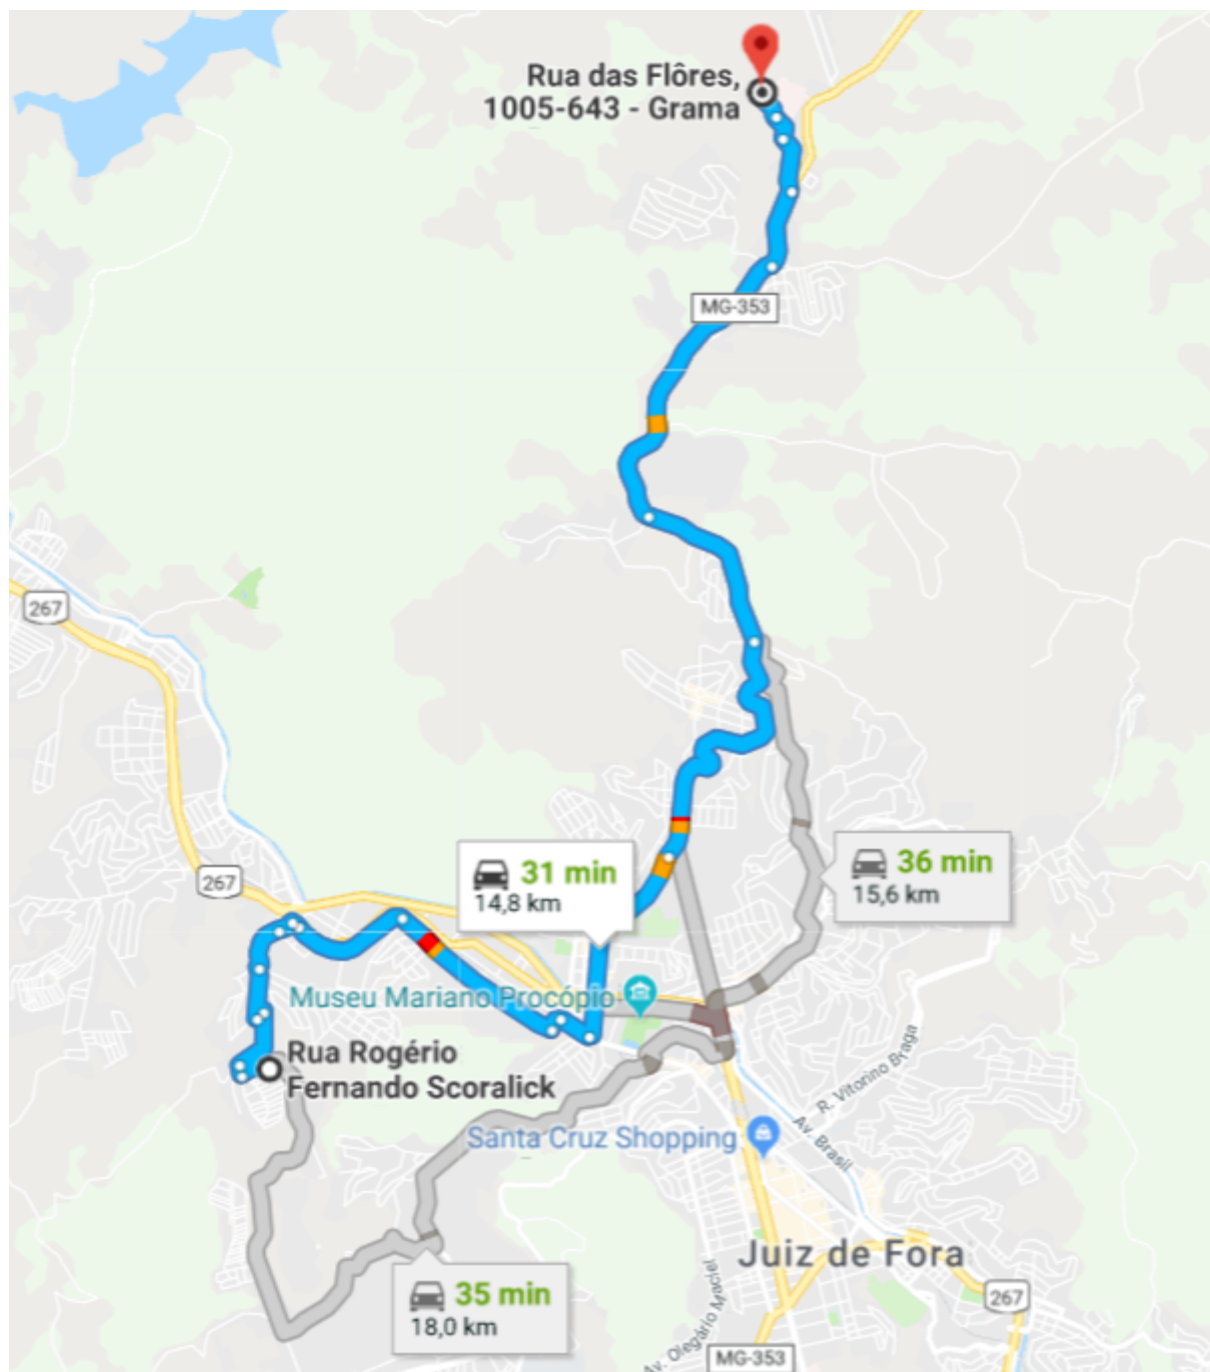 Rua das Flôres,
1005-643 - Grama
MG-353
267
267
31 min
14,8 km
36 min
15,6 km
Museu Mariano Procópio
Rua Rogério
Fernando Scoralick
R. Vitorino Braga
Av. Brasil
Santa Cruz Shopping
Juiz de Fora
35 min
18,0 km
267
Av. Olegário Maciel
MG-353